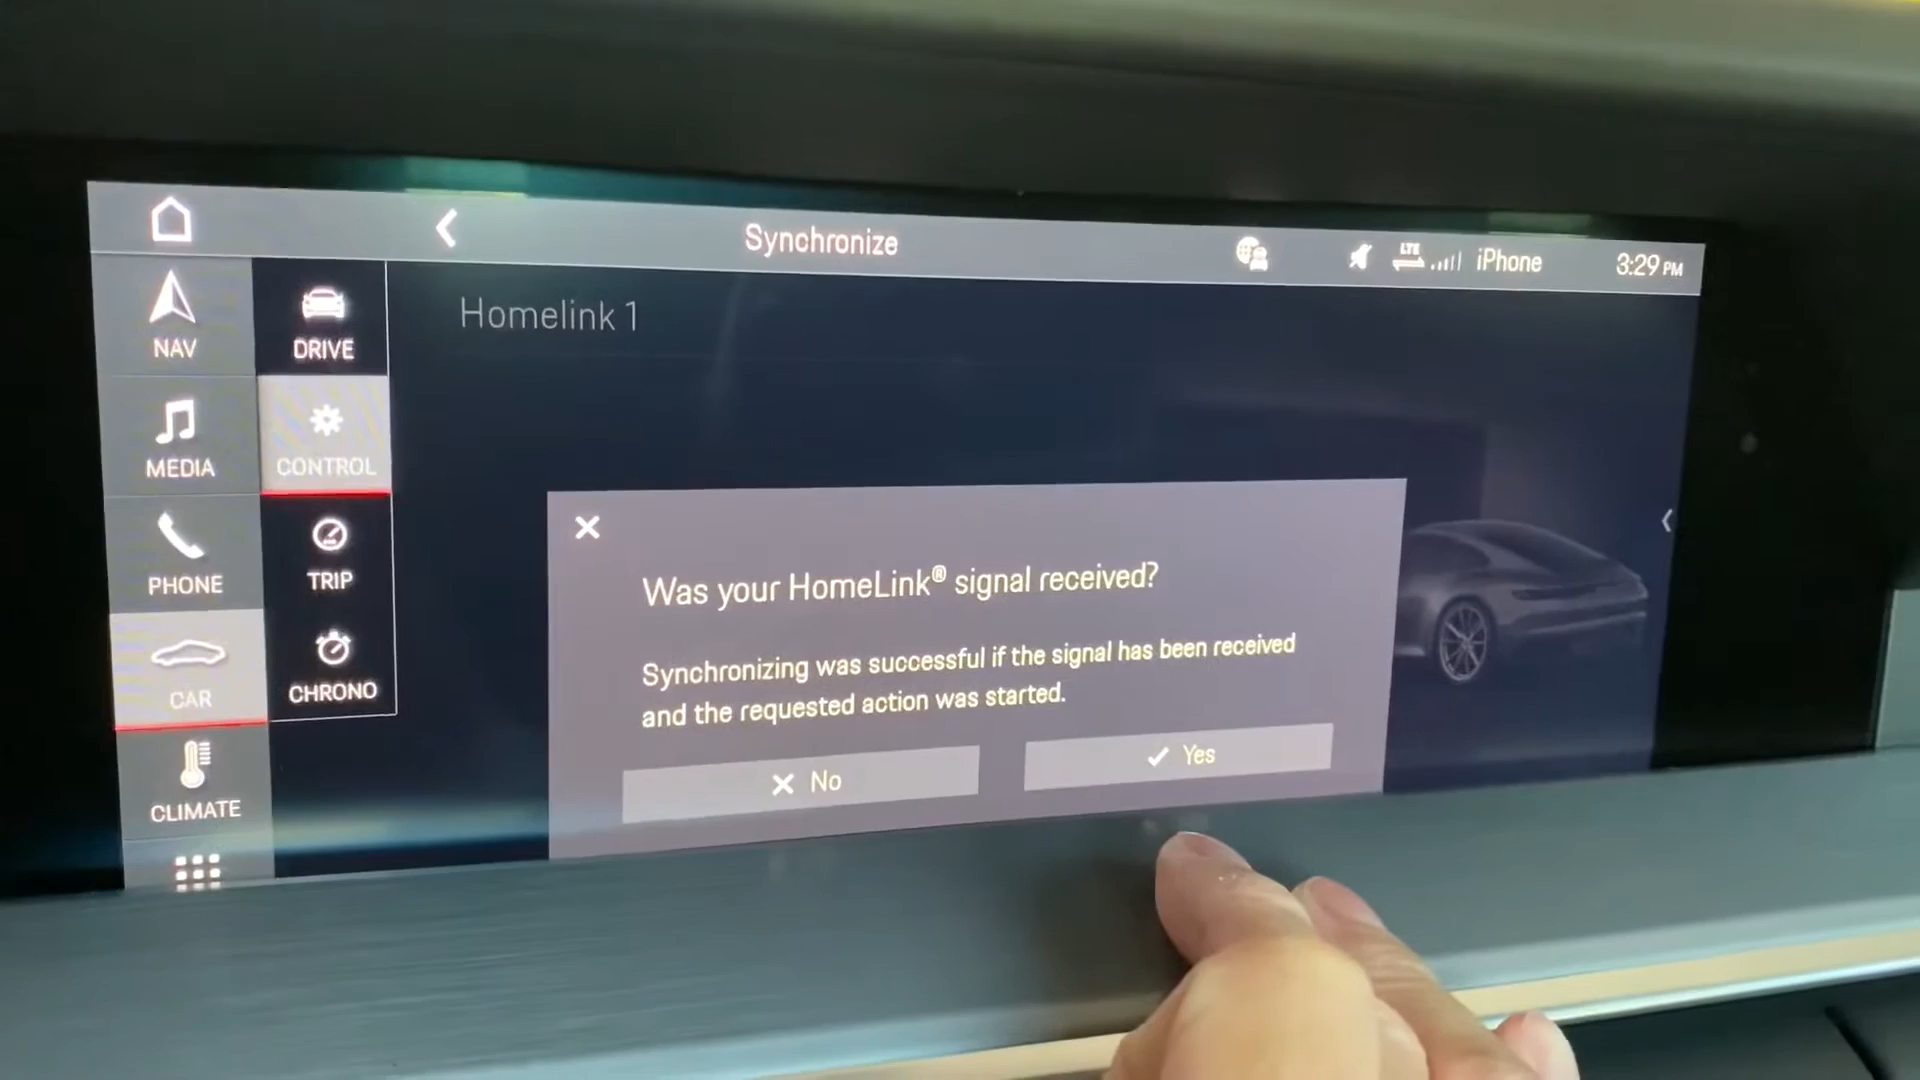 Synchronize
LTE
iPhone
3:29 PM
NAV
MEDIA
PHONE
CAR
CLIMATE
DRIVE
CONTROL
TRIP
CHRONO
Homelink 1
Was your HomeLink® signal received?
Synchronizing was successful if the signal has been received
and the requested action was started.
No
Yes